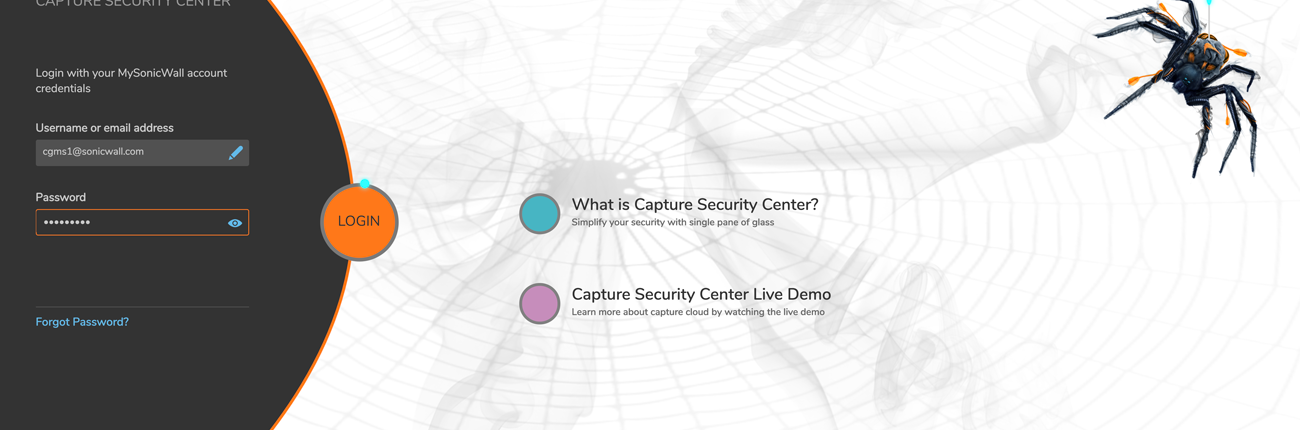 CAPTURE SECURITY CENTER
Login with your MySonicWall account
credentials
Username or email address
cgms1@sonicwall.com
Password
•••••••••
Forgot Password?
LOGIN
What is Capture Security Center?
Simplify your security with single pane of glass
Capture Security Center Live Demo
Learn more about capture cloud by watching the live demo